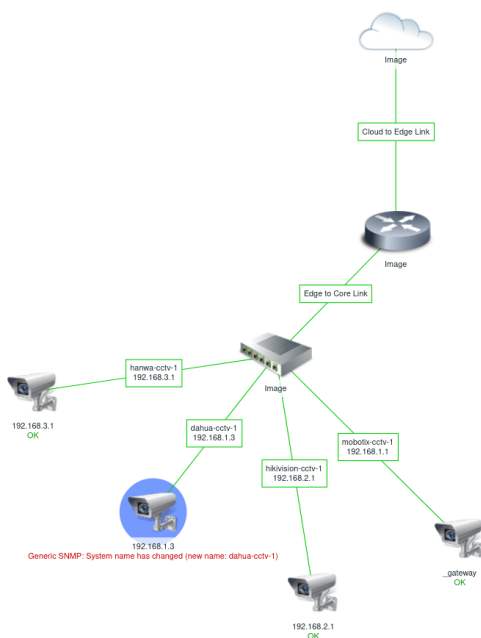 Image
Cloud to Edge Link
Image
Edge to Core Link
Image
hanwa-cctv-1
192.168.3.1
192.168.3.1
OK
dahua-cctv-1
192.168.1.3
mobotix-cctv-1
192.168.1.1
hikivision-cctv-1
192.168.2.1
192.168.1.3
Generic SNMP: System name has changed (new name: dahua-cctv-1)
_gateway
OK
192.168.2.1
OK